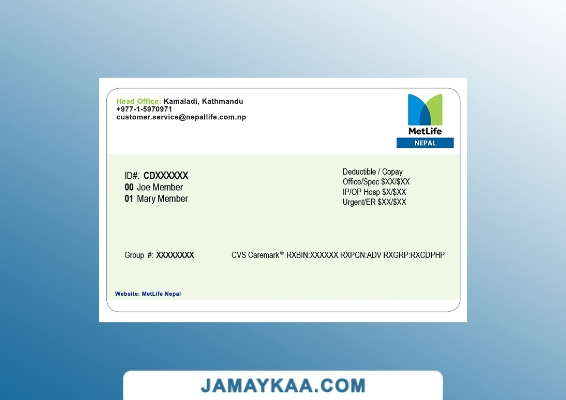 Head Office: Kamaladi, Kathmandu
+977-1-5970971
customer.service@nepallife.com.np
MetLife
NEPAL
ID#. CDXXXXXX
00 Joe Member
01 Mary Member
Deductible / Copay
Office/Spec $XX/$XX
IP/OP Hosp $X/$XX
Urgent/ER $XX/$XX
Group #: XXXXXXXX
CVS Caremark® RXBIN:XXXXXX RXPCN:ADV RXGRP:RXCDPHP
Website: MetLife Nepal
JAMAYKAA.COM